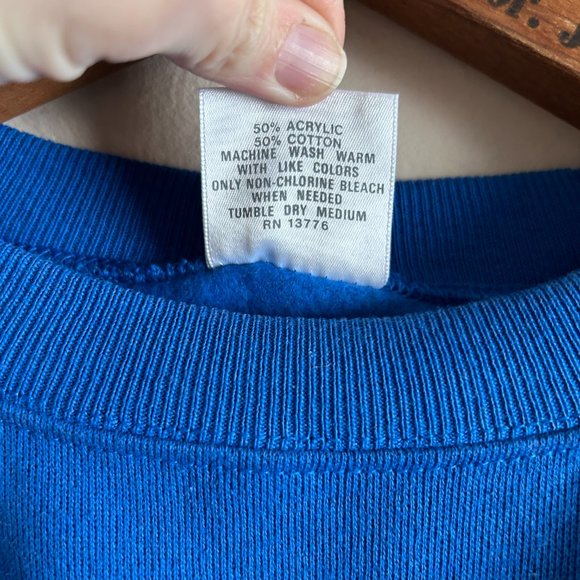 50% ACRYLIC
50% COTTON
MACHINE WASH WARM
WITH LIKE COLORS
ONLY NON-CHLORINE BLEACH
WHEN NEEDED
TUMBLE DRY MEDIUM
RN 13776